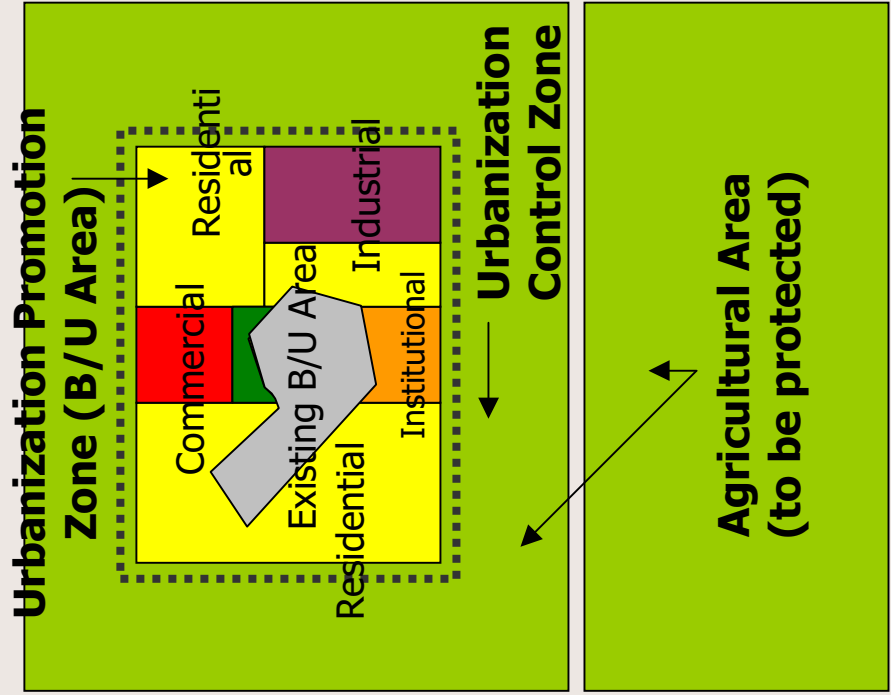 Urbanization Promotion
Zone (B/U Area)
Residenti
al
Commercial
Industrial
Existing B/U Area
Residential
Institutional
Urbanization
Control Zone
Agricultural Area
(to be protected)